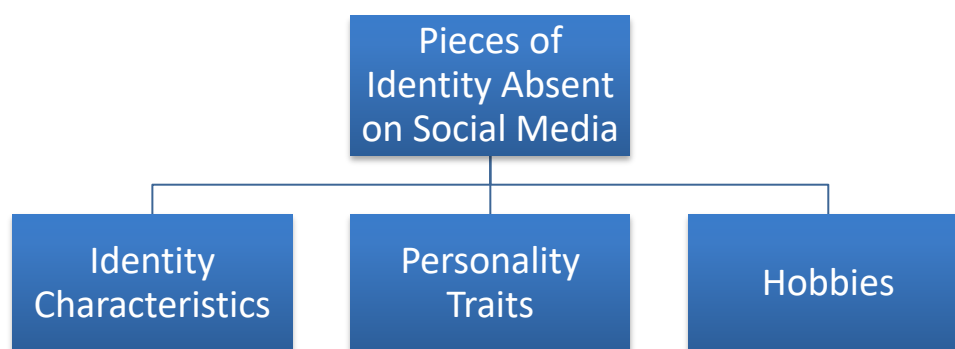 Pieces of
Identity Absent
on Social Media
Identity
Characteristics
Personality
Traits
Hobbies